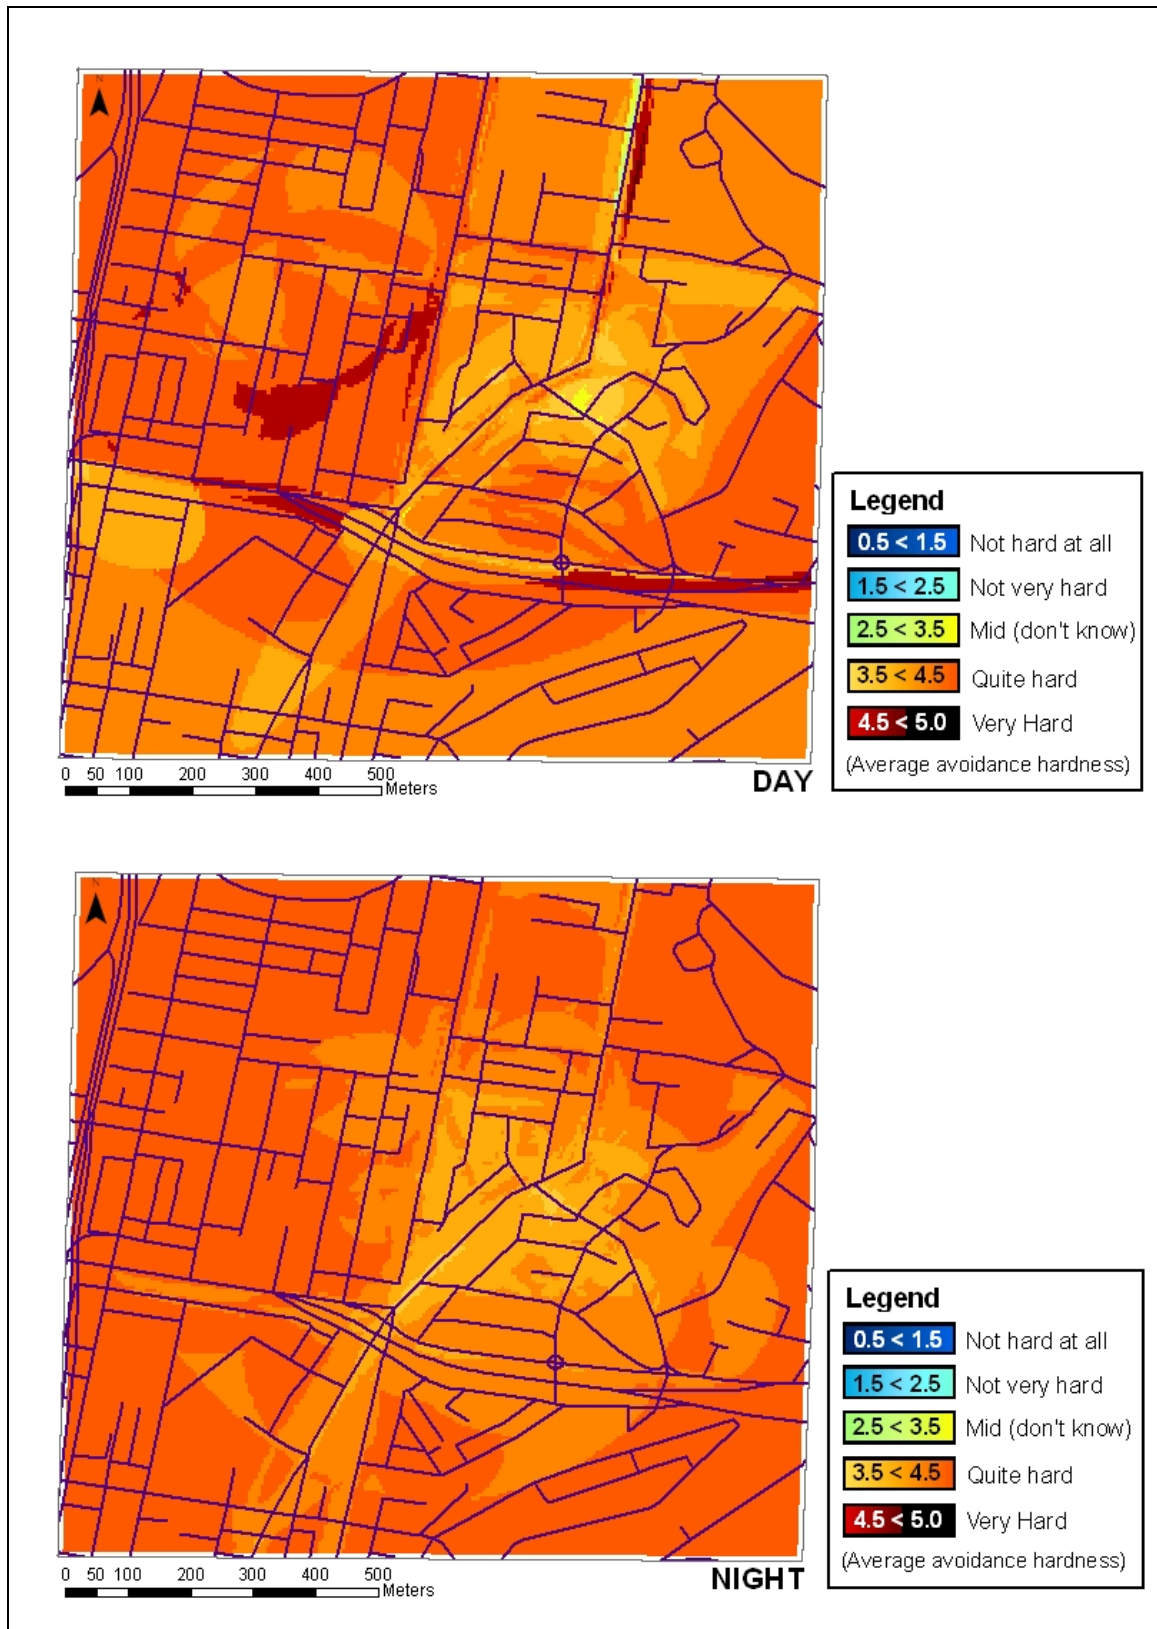 N
Legend
0.5 < 1.5 Not hard at all
1.5 < 2.5 Not very hard
2.5 < 3.5 Mid (don't know)
3.5 < 4.5 Quite hard
4.5 < 5.0 Very Hard
(Average avoidance hardness)
0 50 100 200 300 400 500
Meters
DAY
N
Legend
0.5 < 1.5 Not hard at all
1.5 < 2.5 Not very hard
2.5 < 3.5 Mid (don't know)
3.5 < 4.5 Quite hard
4.5 < 5.0 Very Hard
(Average avoidance hardness)
0 50 100 200 300 400 500
Meters
NIGHT